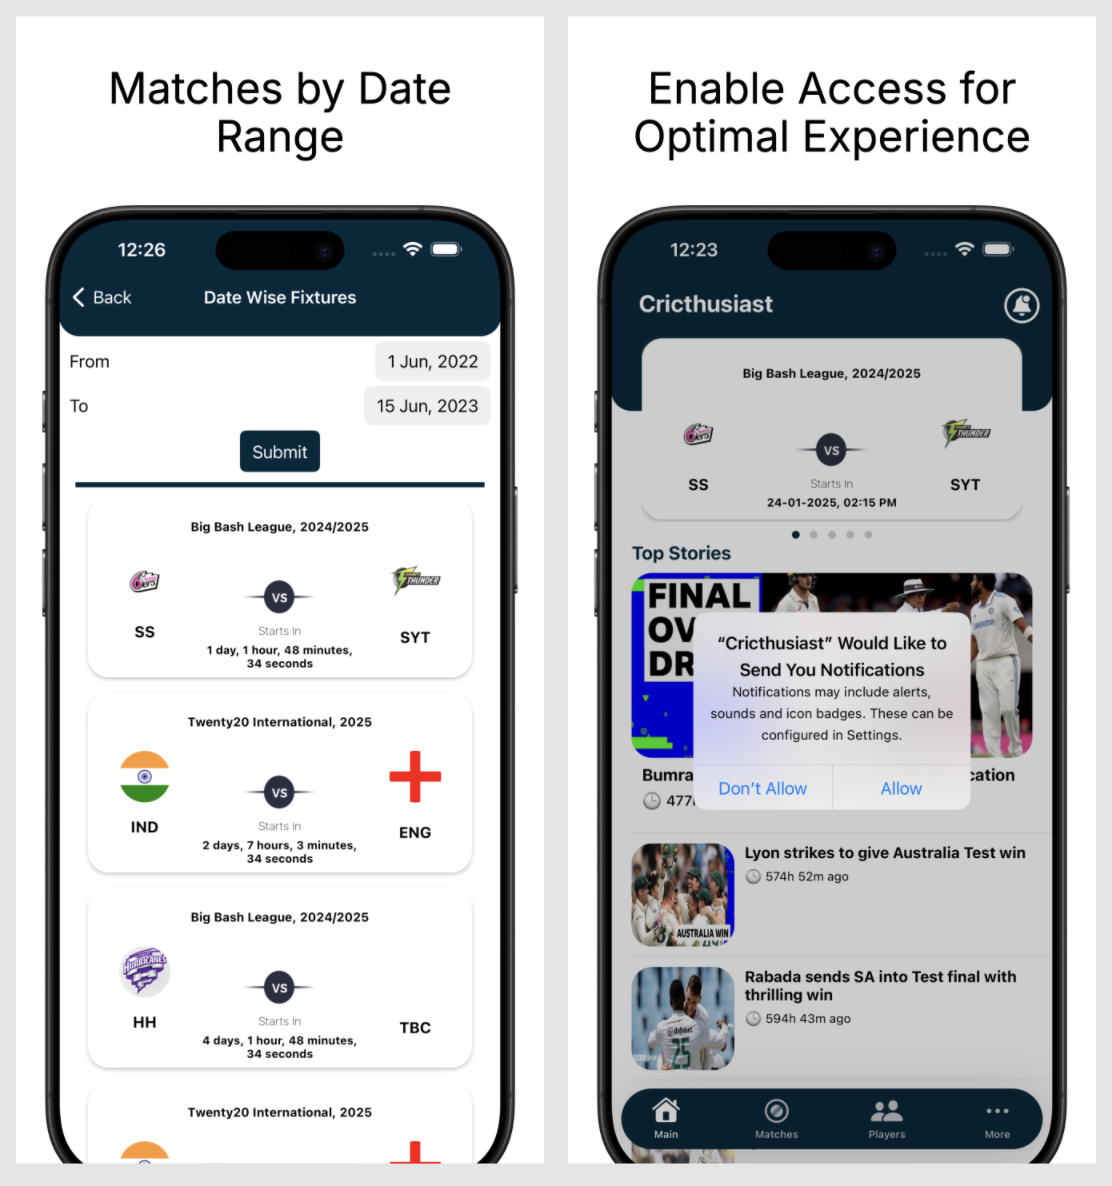 Matches by Date
Range
12:26
Back
Date Wise Fixtures
From
1 Jun, 2022
To
15 Jun, 2023
Submit
Big Bash League, 2024/2025
6ers
THUNDER
VS
SS
Starts In
SYT
1 day, 1 hour, 48 minutes,
34 seconds
Twenty20 International, 2025
VS
IND
Starts In
ENG
2 days, 7 hours, 3 minutes,
34 seconds
Big Bash League, 2024/2025
HURRICANES
VS
HH
Starts In
TBC
4 days, 1 hour, 48 minutes,
34 seconds
Twenty20 International, 2025
Enable Access for
Optimal Experience
12:23
Cricthusiast
Big Bash League, 2024/2025
6ers
THUNDER
VS
SS
Starts In
SYT
24-01-2025, 02:15 PM
Top Stories
FINAL
OV
DR
“Cricthusiast” Would Like to
Send You Notifications
Notifications may include alerts,
sounds and icon badges. These can be
configured in Settings.
Don’t Allow
Allow
Bumra
cation
477h
Lyon strikes to give Australia Test win
574h 52m ago
AUSTRALIA WIN
Rabada sends SA into Test final with
thrilling win
594h 43m ago
dafabet
25
Main
Matches
Players
More